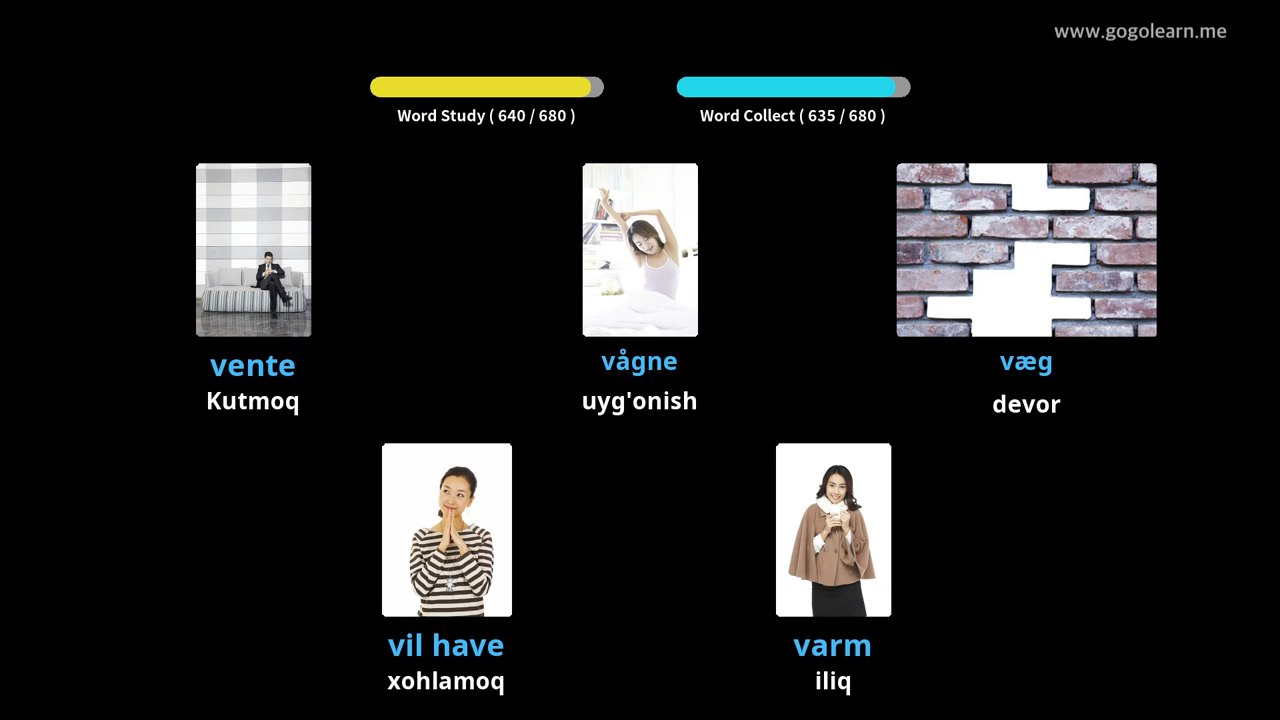 www.gogolearn.me
Word Study ( 640 / 680 )
Word Collect ( 635 / 680 )
vente
Kutmoq
vågne
uyg'onish
væg
devor
vil have
xohlamoq
varm
iliq